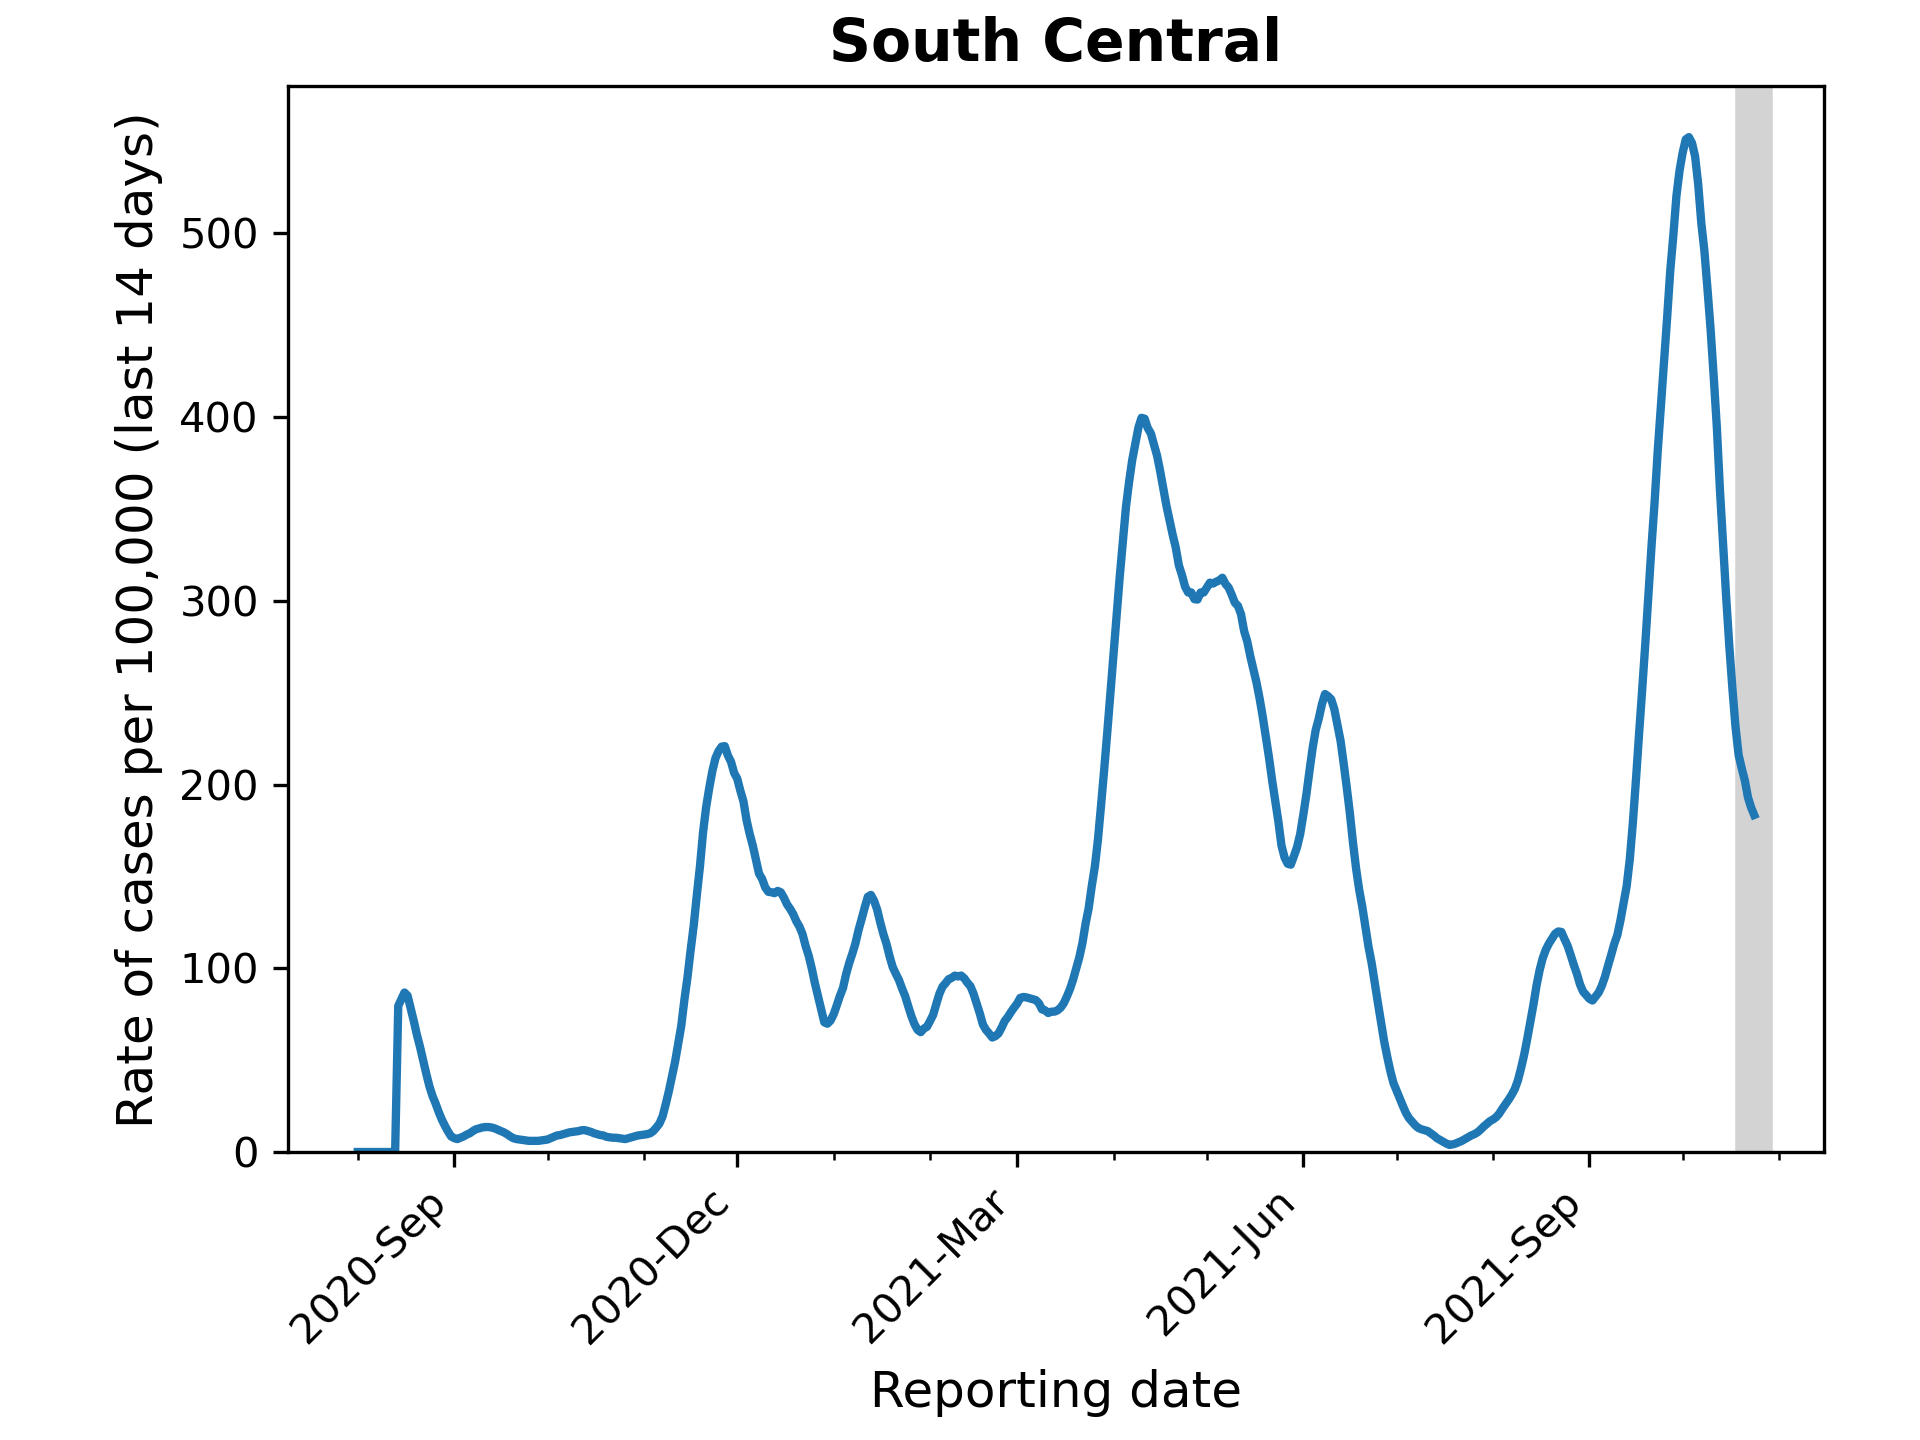 South Central
Rate of cases per 100,000 (last 14 days)
500
400
300
200
100
0
2020-Sep
2020-Dec
2021-Mar
2021-Jun
2021-Sep
Reporting date